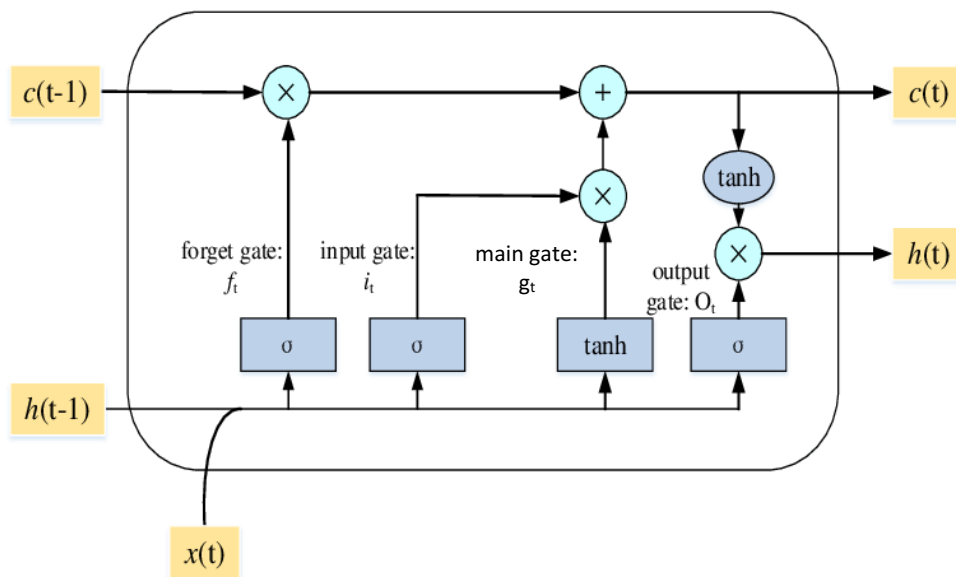 c(t-1)
×
+
c(t)
tanh
×
forget gate:
fₜ
input gate:
iₜ
main gate:
gₜ
output
gate: Oₜ
×
h(t)
σ
σ
tanh
σ
h(t-1)
x(t)